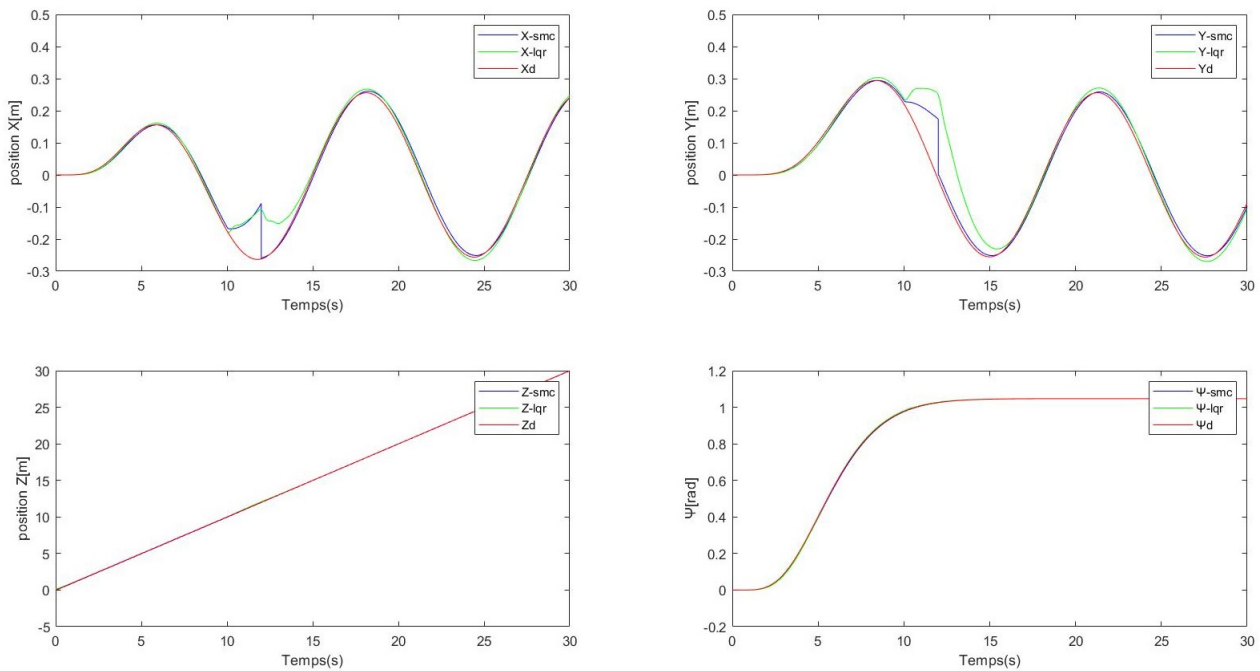 0.5
0.4
0.3
0.2
0.1
0
-0.1
-0.2
-0.3
position X[m]
0 5 10 15 20 25 30
Temps(s)
X-smc
X-lqr
Xd
0.5
0.4
0.3
0.2
0.1
0
-0.1
-0.2
-0.3
position Y[m]
0 5 10 15 20 25 30
Temps(s)
Y-smc
Y-lqr
Yd
30
25
20
15
10
5
0
-5
position Z[m]
0 5 10 15 20 25 30
Temps(s)
Z-smc
Z-lqr
Zd
1.2
1
0.8
0.6
0.4
0.2
0
-0.2
Ψ[rad]
0 5 10 15 20 25 30
Temps(s)
Ψ-smc
Ψ-lqr
Ψd